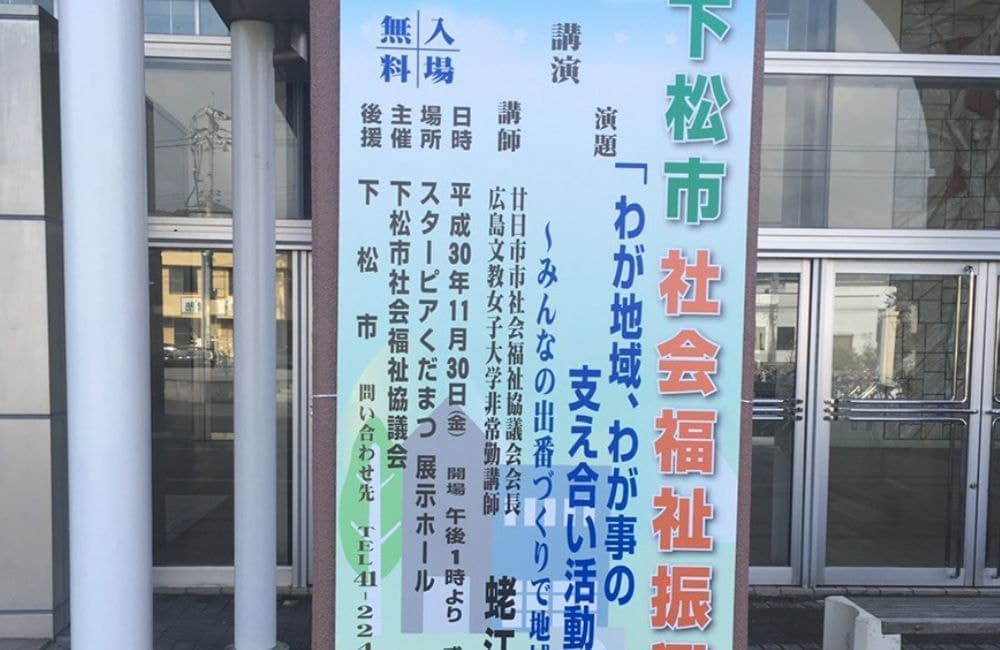 下松市 社会福祉振
講演
演題
「わが地域、わが事の
支え合い活動
～みんなの出番づくりで地域
講師
廿日市市社会福祉協議会会長
広島文教女子大学非常勤講師
蛯江
入場
無料
日時 平成30年11月30日(金) 開場 午後1時より
場所 スターピアくだまつ 展示ホール
主催 下松市社会福祉協議会
後援 下松市 問い合わせ先 TEL41-224